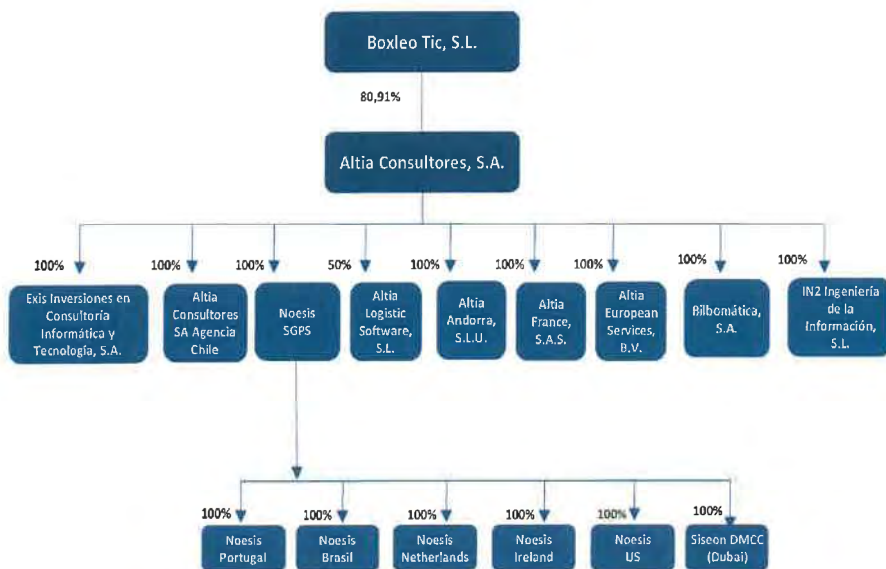 Boxleo Tic, S.L.
80,91%
Altia Consultores, S.A.
100%
100%
100%
50%
100%
100%
100%
100%
100%
Exis Inversiones en
Consultoría
Informática y
Tecnología, S.A.
Altia
Consultores
SA Agencia
Chile
Noesis
SGPS
Altia
Logistic
Software,
S.L.
Altia
Andorra,
S.L.U.
Altia
France,
S.A.S.
Altia
European
Services,
B.V.
Bilbomática,
S.A.
IN2 Ingeniería
de la
Información,
S.L.
100%
100%
100%
100%
100%
100%
Noesis
Portugal
Noesis
Brasil
Noesis
Netherlands
Noesis
Ireland
Noesis
US
Siseon DMCC
(Dubai)